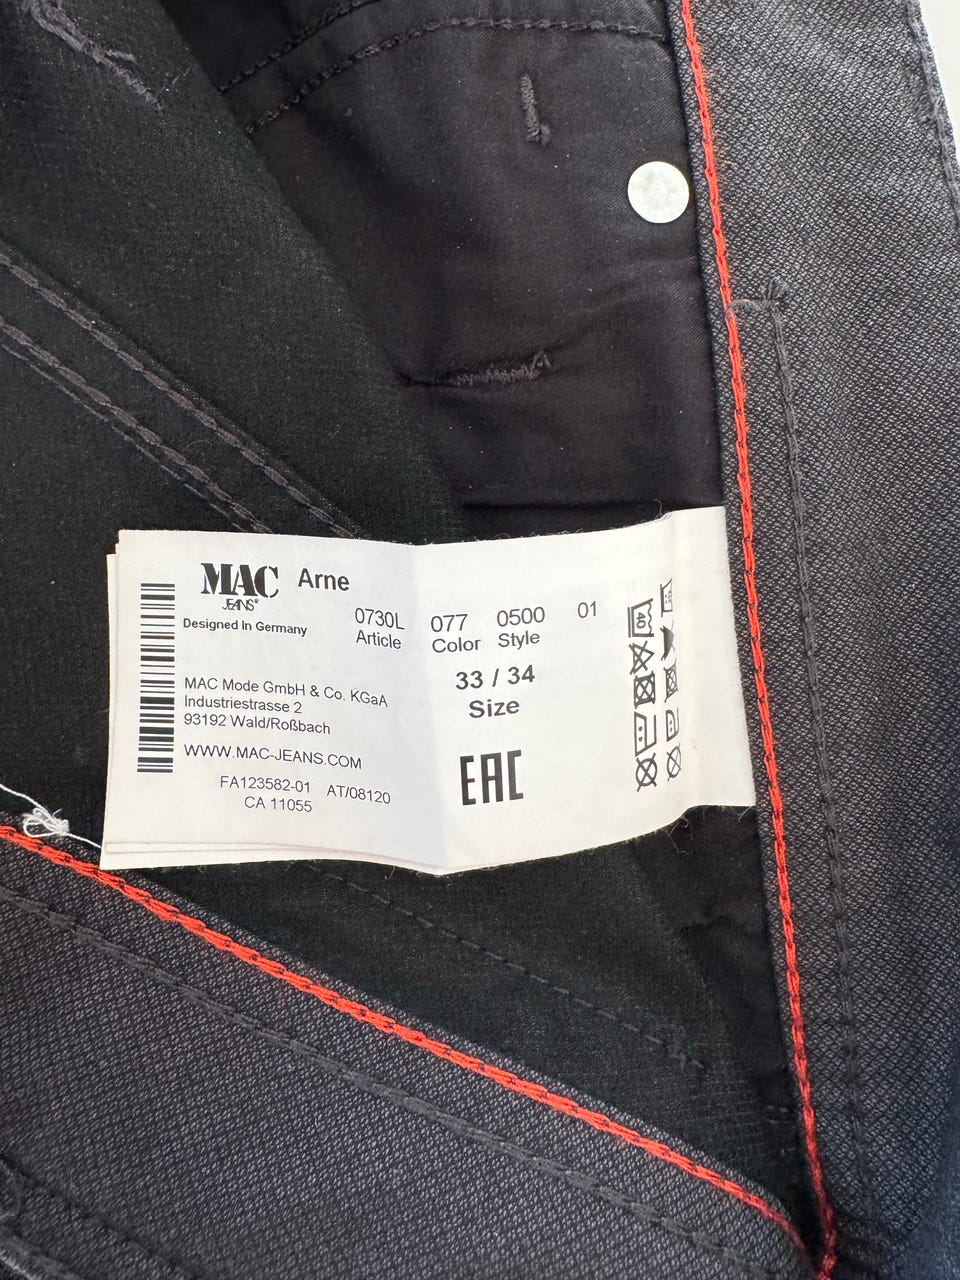 MAC Arne
JEANS®
Designed In Germany
0730L 077 0500 01
Article Color Style
33 / 34
Size
MAC Mode GmbH & Co. KGaA
Industriestrasse 2
93192 Wald/Roßbach
WWW.MAC-JEANS.COM
FA123582-01 AT/08120
CA 11055
EAC
40